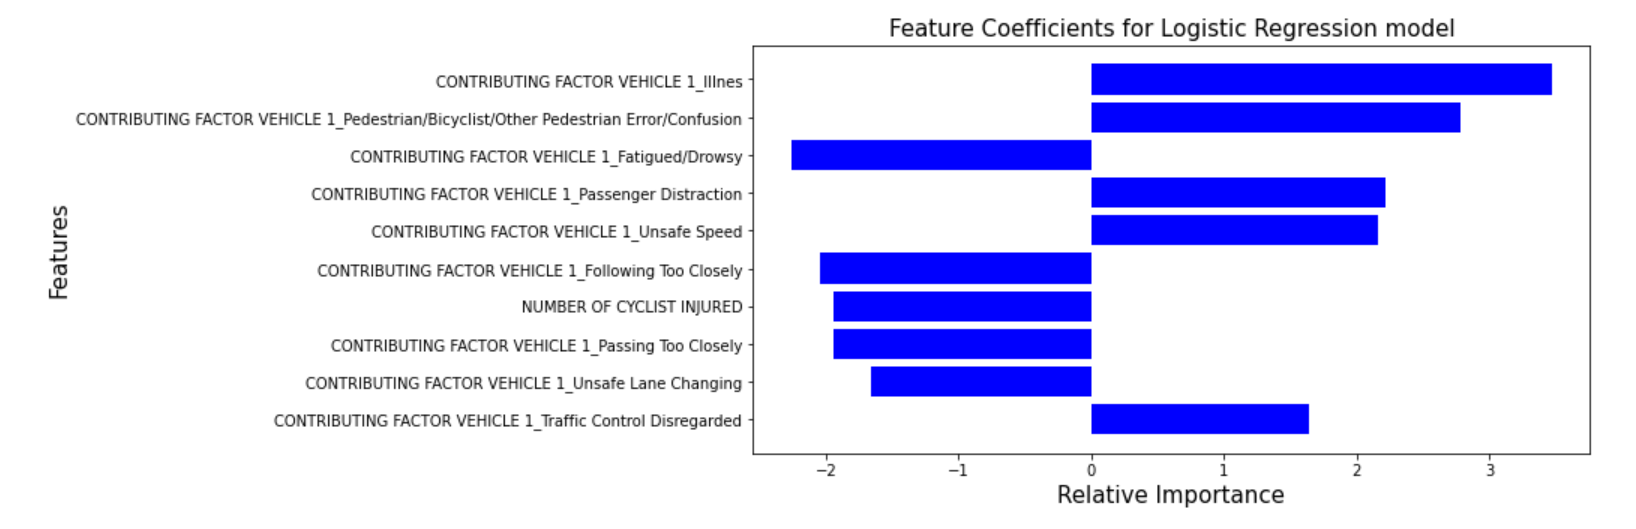 Feature Coefficients for Logistic Regression model
CONTRIBUTING FACTOR VEHICLE 1_Illnes
CONTRIBUTING FACTOR VEHICLE 1_Pedestrian/Bicyclist/Other Pedestrian Error/Confusion
CONTRIBUTING FACTOR VEHICLE 1_Fatigued/Drowsy
CONTRIBUTING FACTOR VEHICLE 1_Passenger Distraction
CONTRIBUTING FACTOR VEHICLE 1_Unsafe Speed
Features
CONTRIBUTING FACTOR VEHICLE 1_Following Too Closely
NUMBER OF CYCLIST INJURED
CONTRIBUTING FACTOR VEHICLE 1_Passing Too Closely
CONTRIBUTING FACTOR VEHICLE 1_Unsafe Lane Changing
CONTRIBUTING FACTOR VEHICLE 1_Traffic Control Disregarded
−2 −1 0 1 2 3
Relative Importance